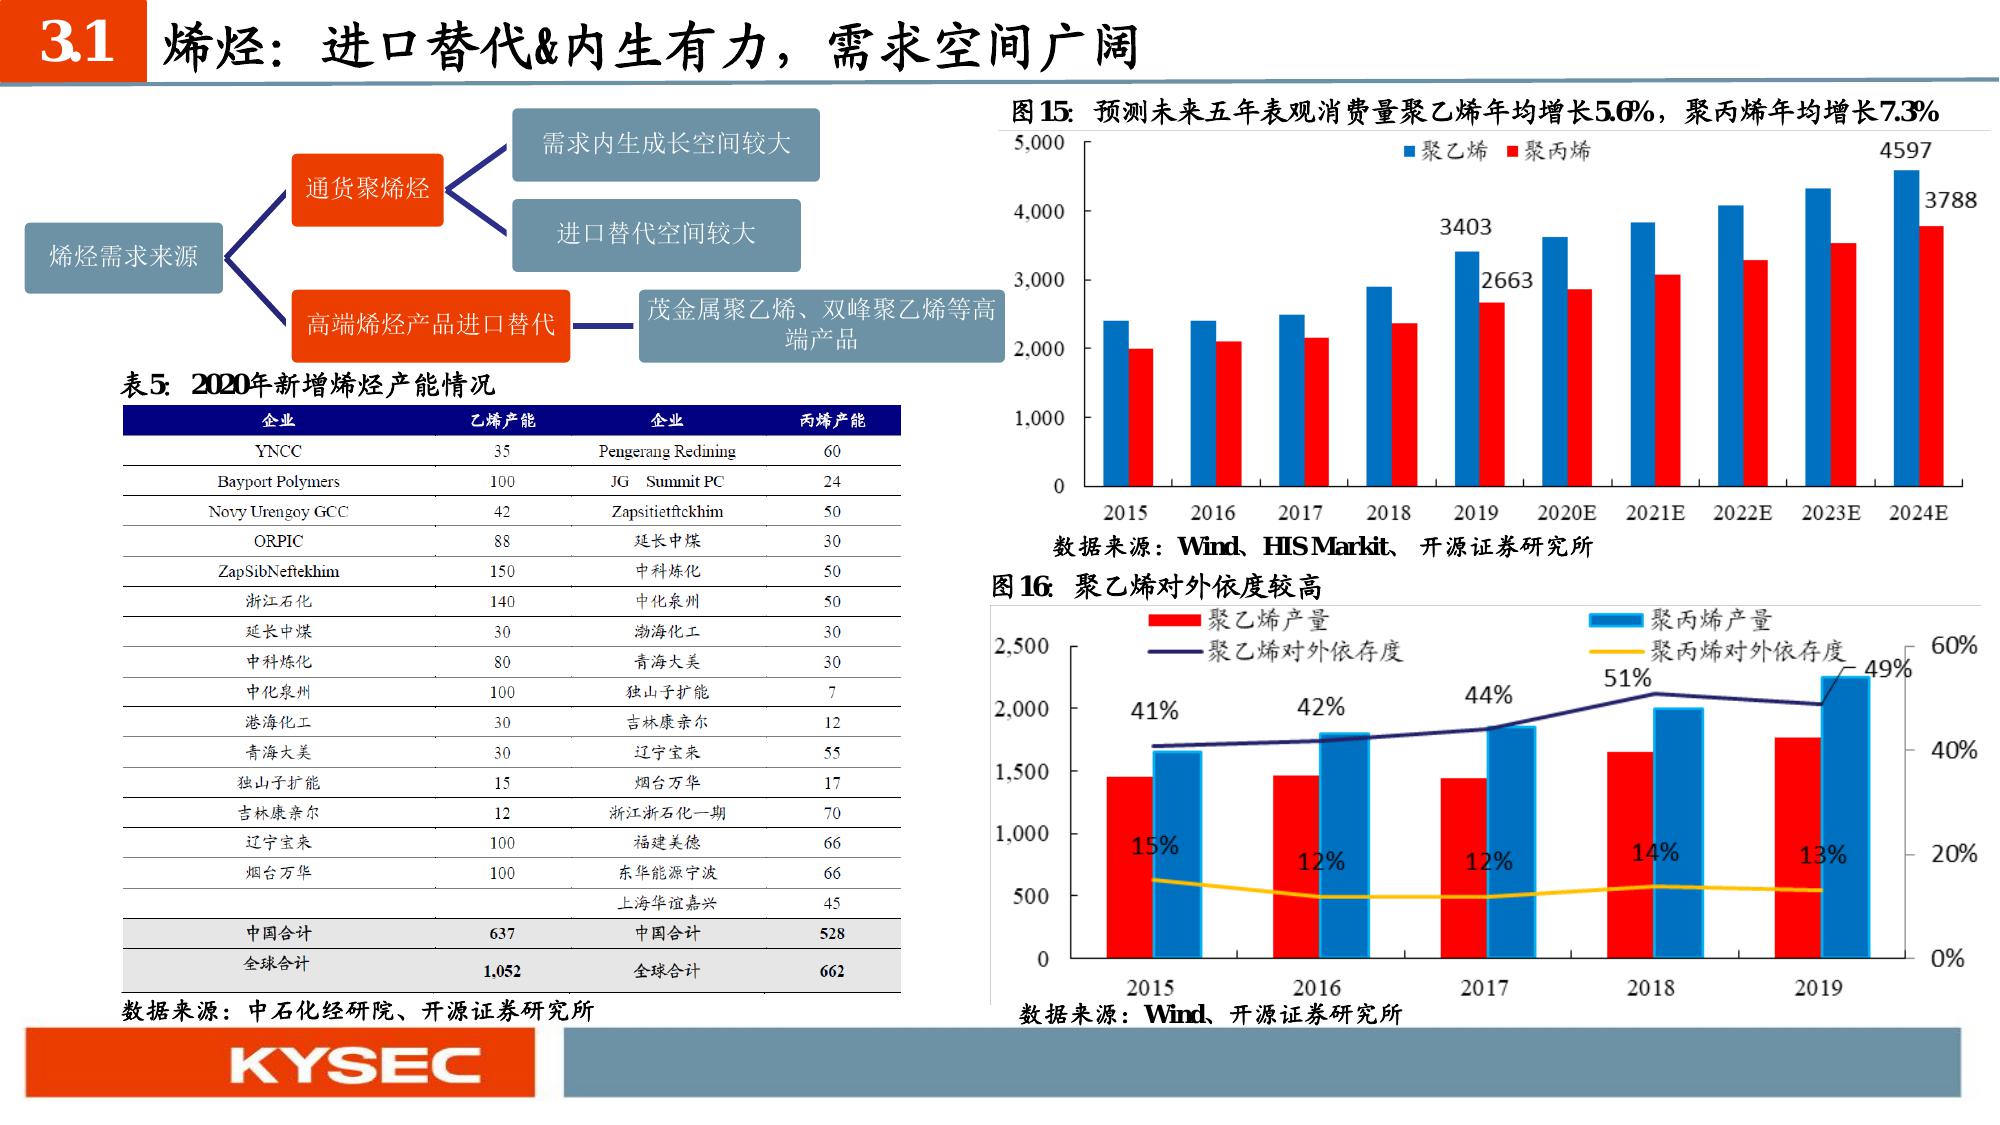 3.1 烯烃：进口替代&内生有力，需求空间广阔
烯烃需求来源
通货聚烯烃
需求内生成长空间较大
进口替代空间较大
高端烯烃产品进口替代
茂金属聚乙烯、双峰聚乙烯等高
端产品
表5：2020年新增烯烃产能情况
企业 乙烯产能 企业 丙烯产能
YNCC 35 Pengerang Redining 60
Bayport Polymers 100 JG Summit PC 24
Novy Urengoy GCC 42 Zapsitietftckhim 50
ORPIC 88 延长中煤 30
ZapSibNeftekhim 150 中科炼化 50
浙江石化 140 中化泉州 50
延长中煤 30 渤海化工 30
中科炼化 80 青海大美 30
中化泉州 100 独山子扩能 7
港海化工 30 吉林康奈尔 12
青海大美 30 辽宁宝来 55
独山子扩能 15 烟台万华 17
吉林康奈尔 12 浙江浙石化一期 70
辽宁宝来 100 福建美德 66
烟台万华 100 东华能源宁波 66
上海华谊嘉兴 45
中国合计 637 中国合计 528
全球合计 1,052 全球合计 662
数据来源：中石化经研院、开源证券研究所
图15：预测未来五年表观消费量聚乙烯年均增长5.6%，聚丙烯年均增长7.3%
聚乙烯 聚丙烯
5,000
4,000
3,000
2,000
1,000
0
3403
2663
4597
3788
2015 2016 2017 2018 2019 2020E 2021E 2022E 2023E 2024E
数据来源：Wind、HIS Markit、 开源证券研究所
图16：聚乙烯对外依度较高
聚乙烯产量 聚丙烯产量
聚乙烯对外依存度 聚丙烯对外依存度
2,500
2,000
1,500
1,000
500
0
60%
40%
20%
0%
41% 42% 44% 51% 49%
15% 12% 12% 14% 13%
2015 2016 2017 2018 2019
数据来源：Wind、开源证券研究所
KYSEC